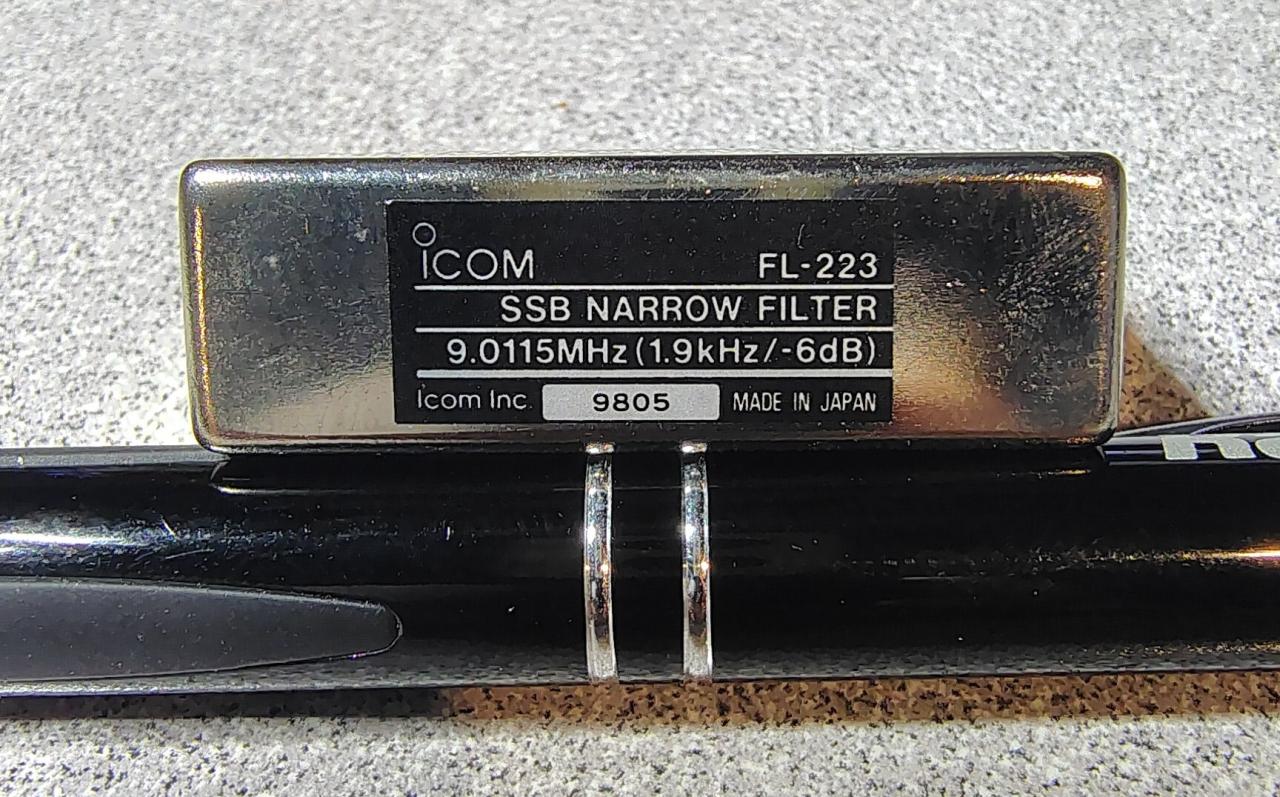 ICOM FL-223
SSB NARROW FILTER
9.0115MHz (1.9kHz/-6dB)
Icom Inc. 9805 MADE IN JAPAN